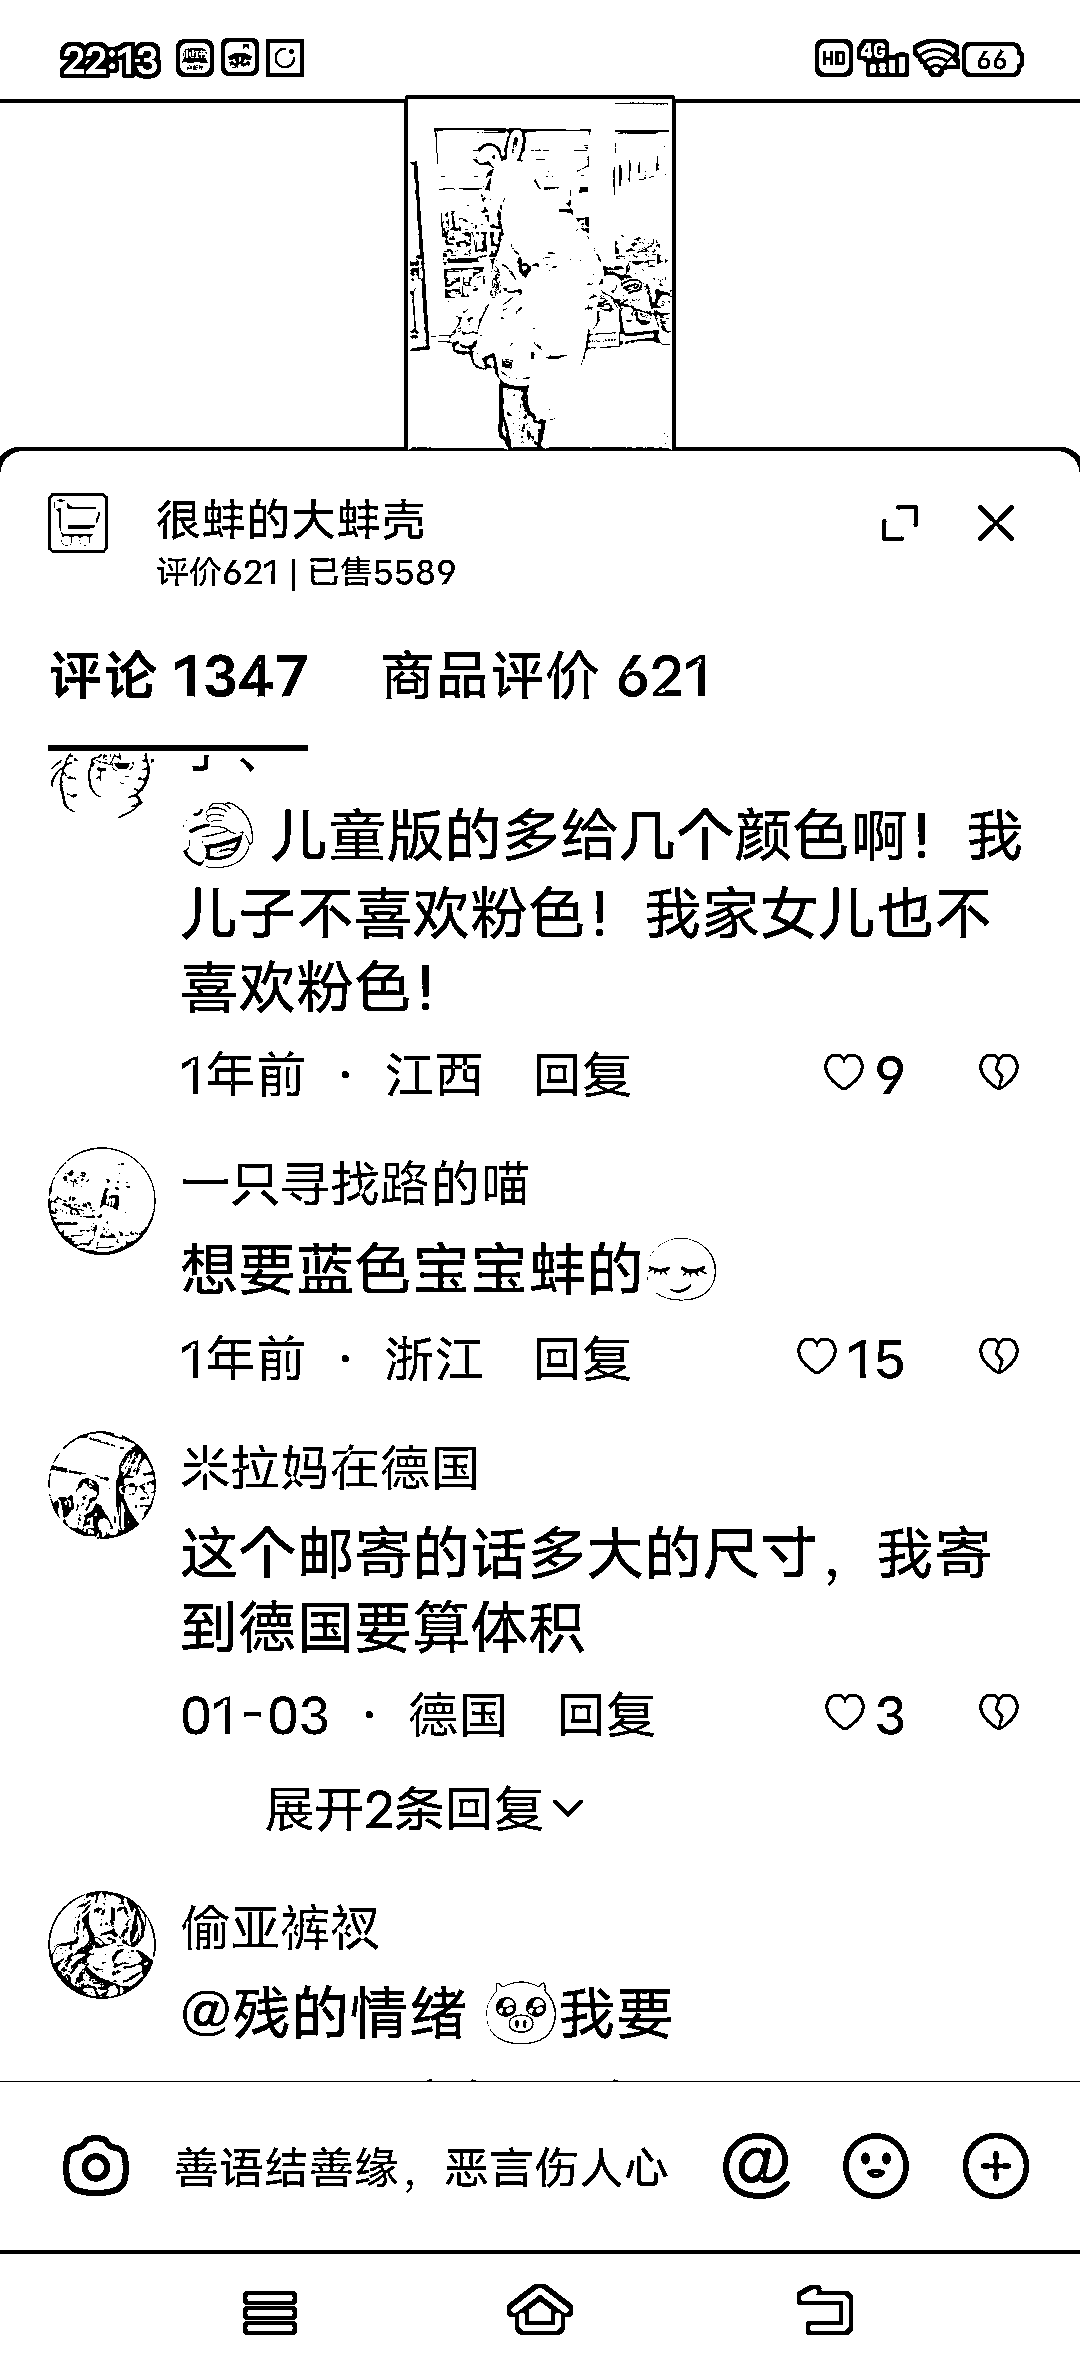 22:13
HD 4G 66
很蚌的大蚌壳
评价621 | 已售5589
评论 1347 商品评价 621
儿童版的多给几个颜色啊！我
儿子不喜欢粉色！我家女儿也不
喜欢粉色！
1年前 · 江西 回复 9
一只寻找路的喵
想要蓝色宝宝蚌的
1年前 · 浙江 回复 15
米拉妈在德国
这个邮寄的话多大的尺寸，我寄
到德国要算体积
01-03 · 德国 回复 3
展开2条回复
偷亚裤衩
@残的情绪 我要
善语结善缘，恶言伤人心